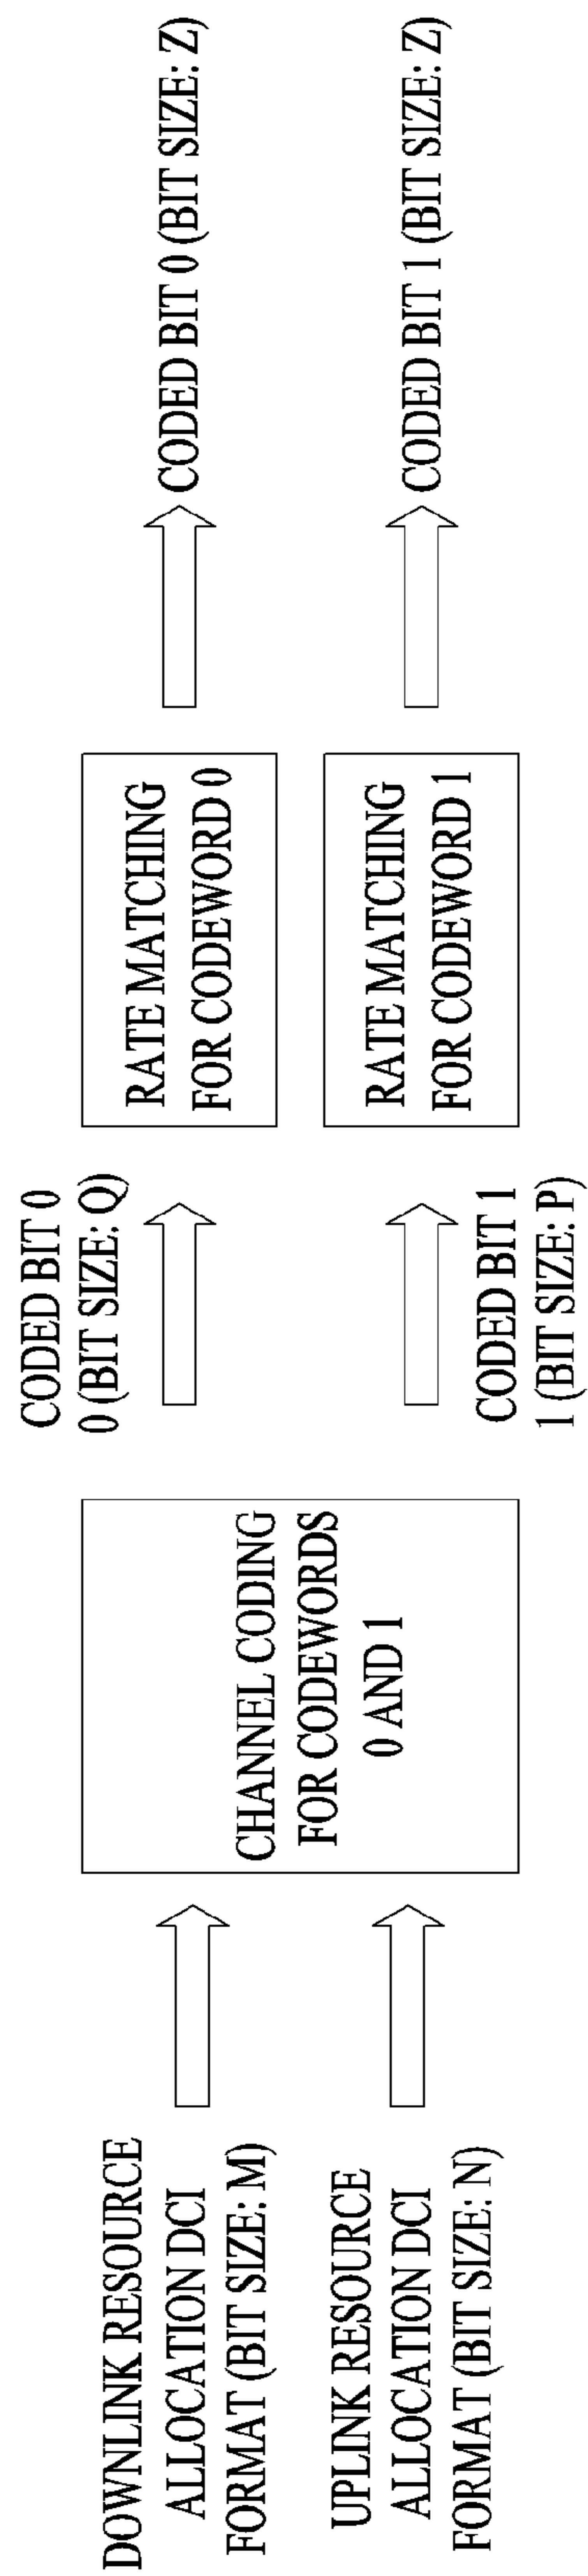 DOWNLINK RESOURCE
ALLOCATION DCI
FORMAT (BIT SIZE: M)
UPLINK RESOURCE
ALLOCATION DCI
FORMAT (BIT SIZE: N)
CHANNEL CODING
FOR CODEWORDS
0 AND 1
CODED BIT 0
0 (BIT SIZE: Q)
CODED BIT 1
1 (BIT SIZE: P)
RATE MATCHING
FOR CODEWORD 0
RATE MATCHING
FOR CODEWORD 1
CODED BIT 0 (BIT SIZE: Z)
CODED BIT 1 (BIT SIZE: Z)